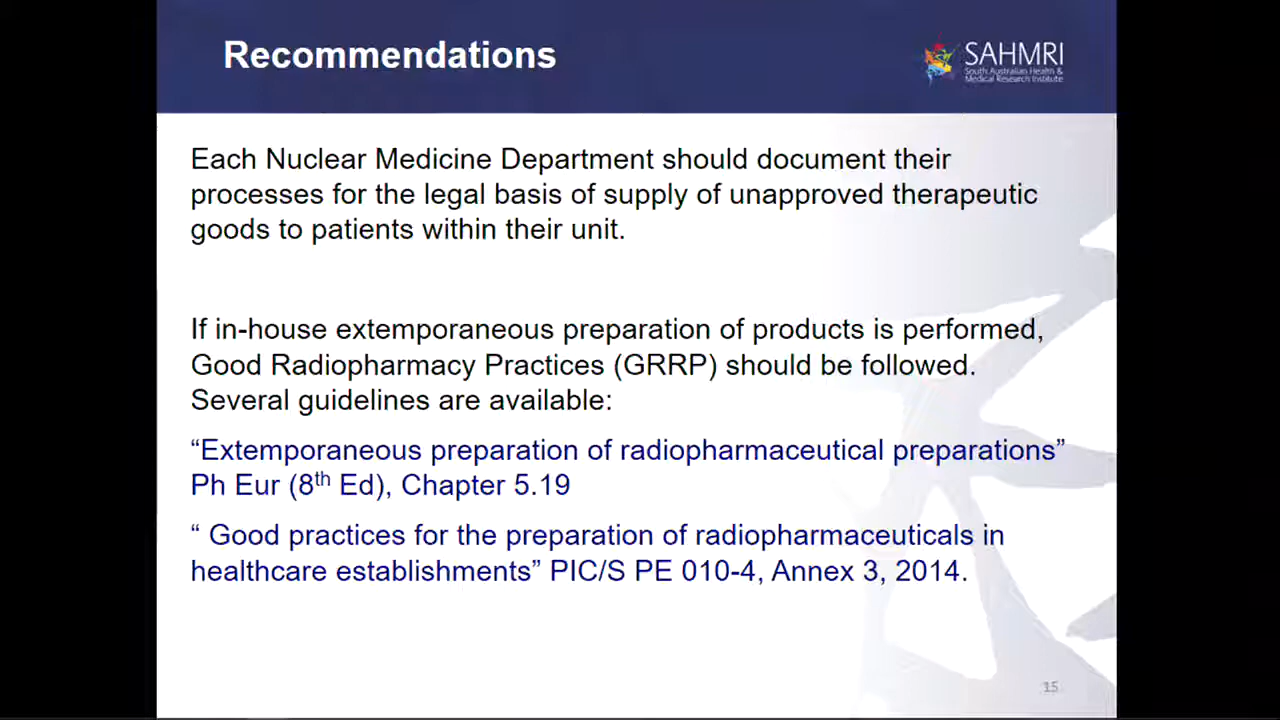 Recommendations
SAHMRI
South Australian Health &
Medical Research Institute
Each Nuclear Medicine Department should document their
processes for the legal basis of supply of unapproved therapeutic
goods to patients within their unit.
If in-house extemporaneous preparation of products is performed,
Good Radiopharmacy Practices (GRRP) should be followed.
Several guidelines are available:
“Extemporaneous preparation of radiopharmaceutical preparations”
Ph Eur (8th Ed), Chapter 5.19
“ Good practices for the preparation of radiopharmaceuticals in
healthcare establishments” PIC/S PE 010-4, Annex 3, 2014.
15